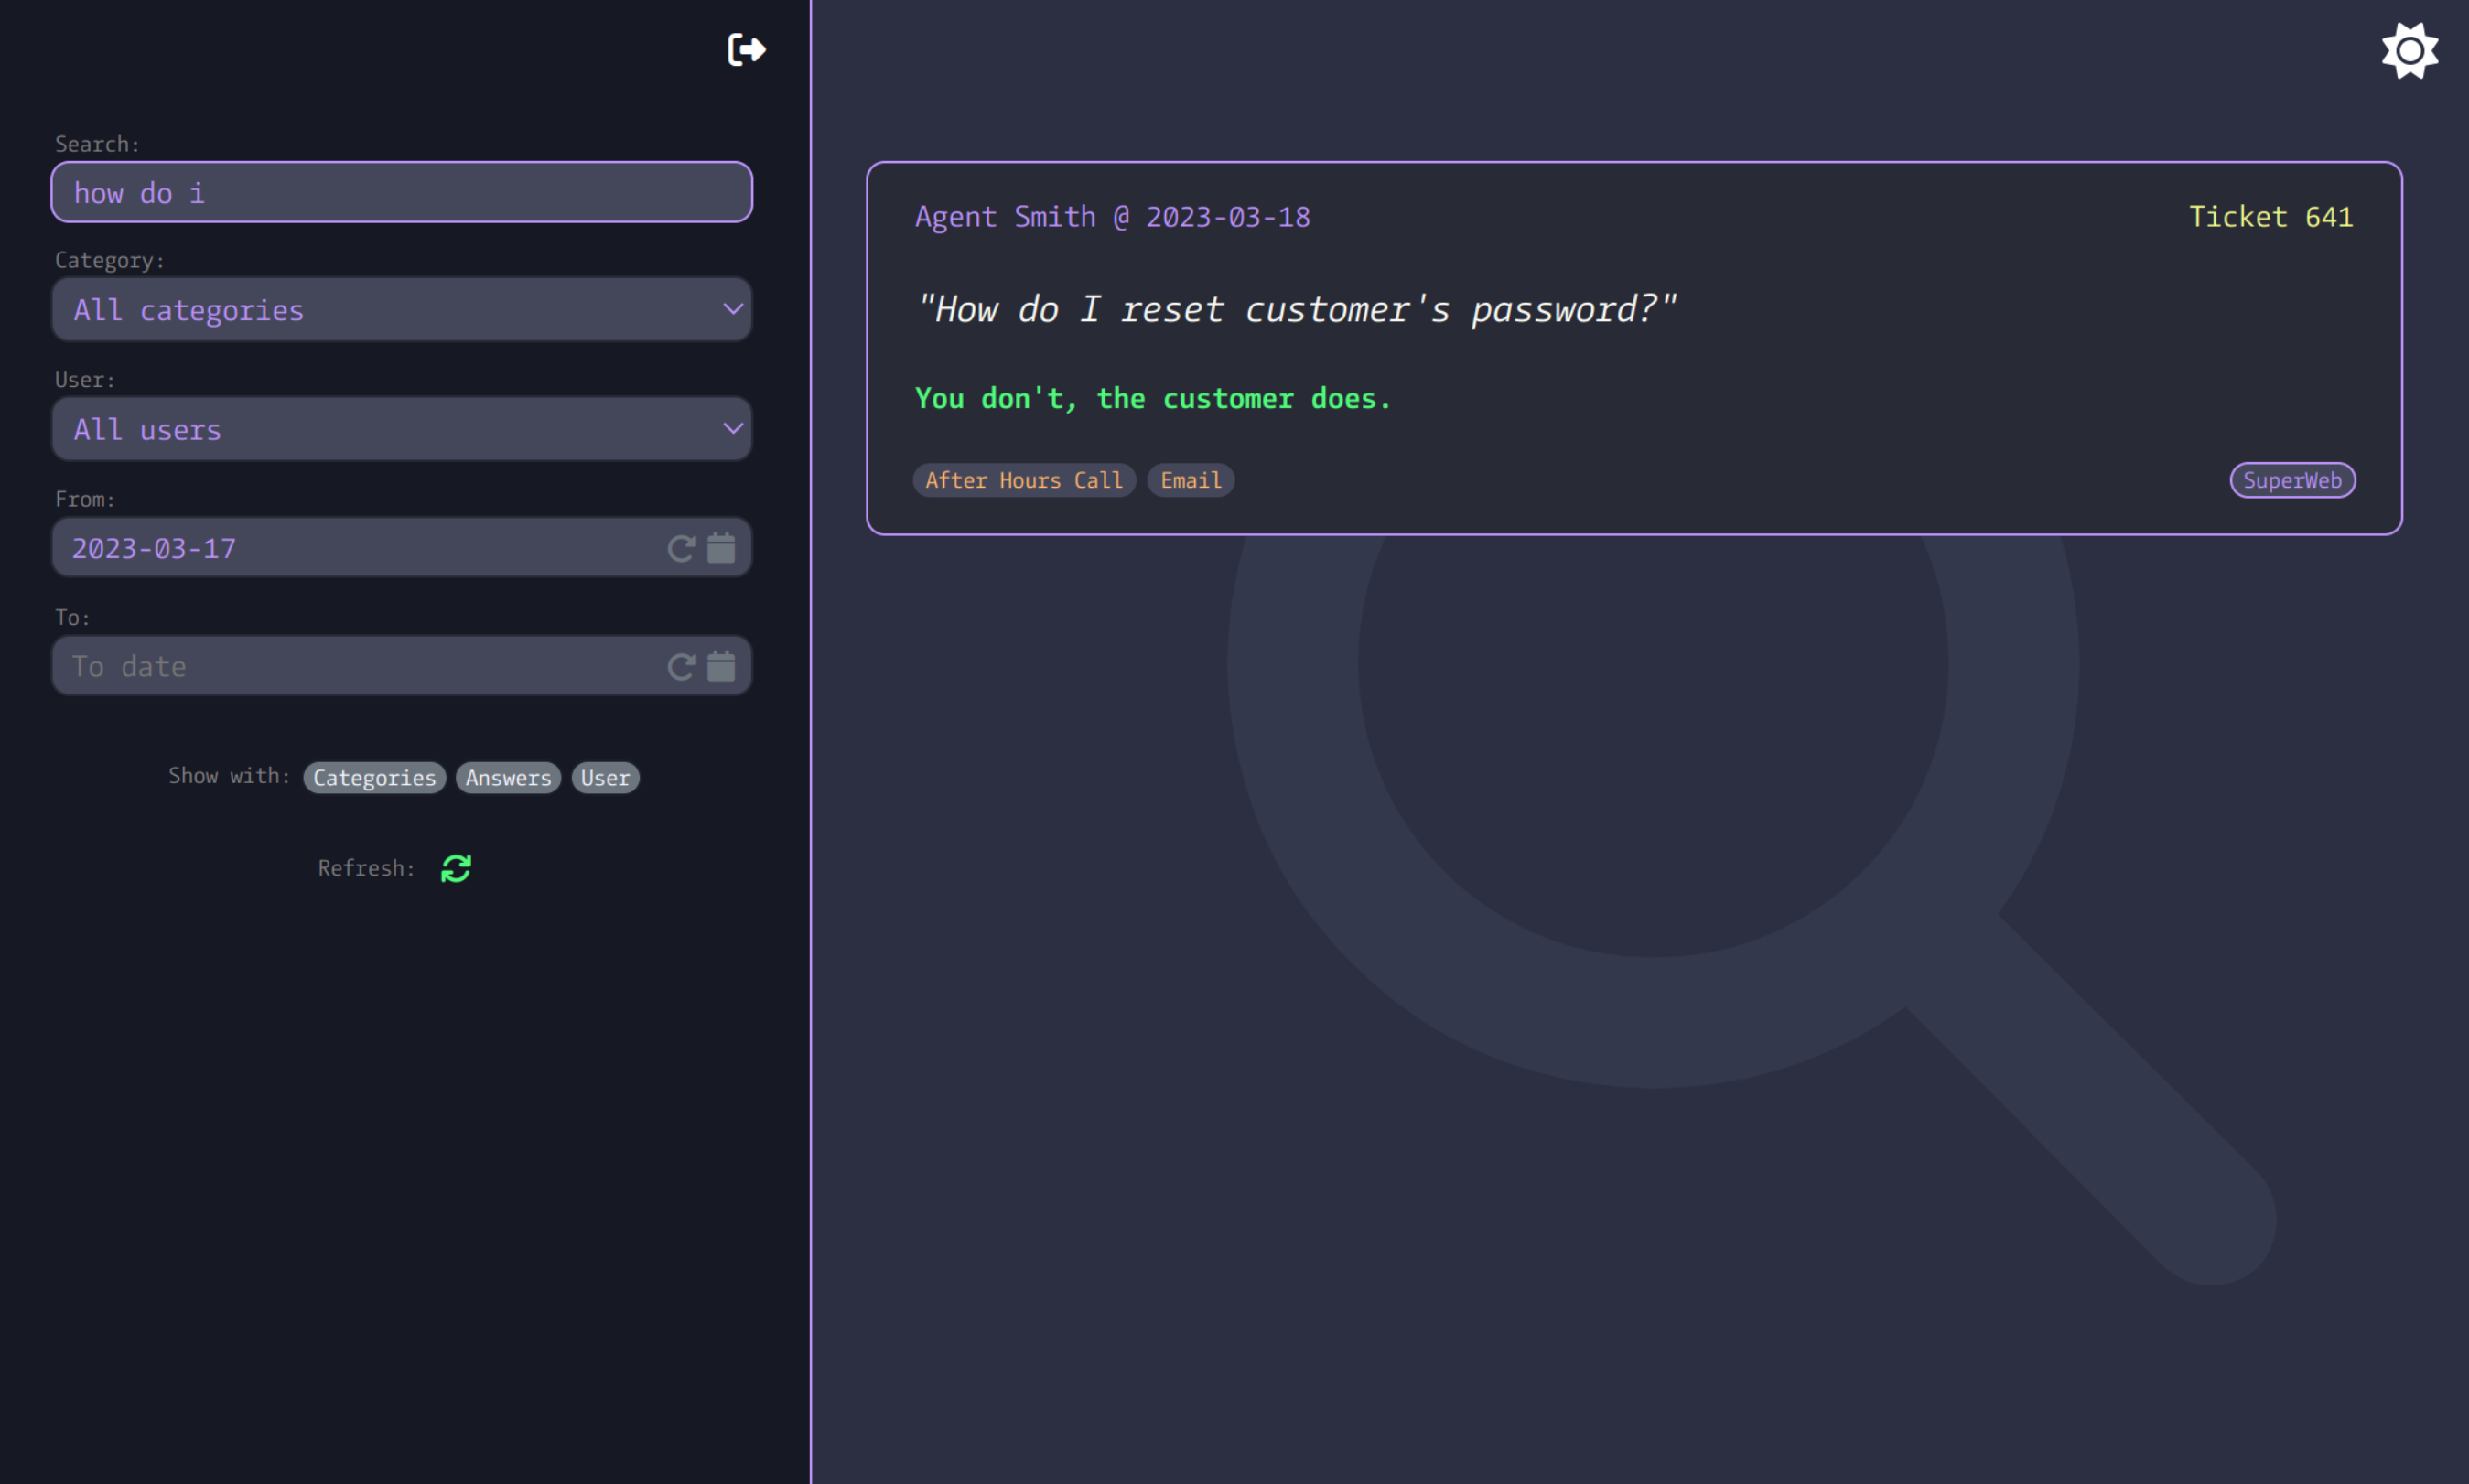 Search:
how do i
Category:
All categories
User:
All users
From:
2023-03-17
To:
To date
Show with: Categories Answers User
Refresh:
Agent Smith @ 2023-03-18
Ticket 641
"How do I reset customer's password?"
You don't, the customer does.
After Hours Call Email
SuperWeb